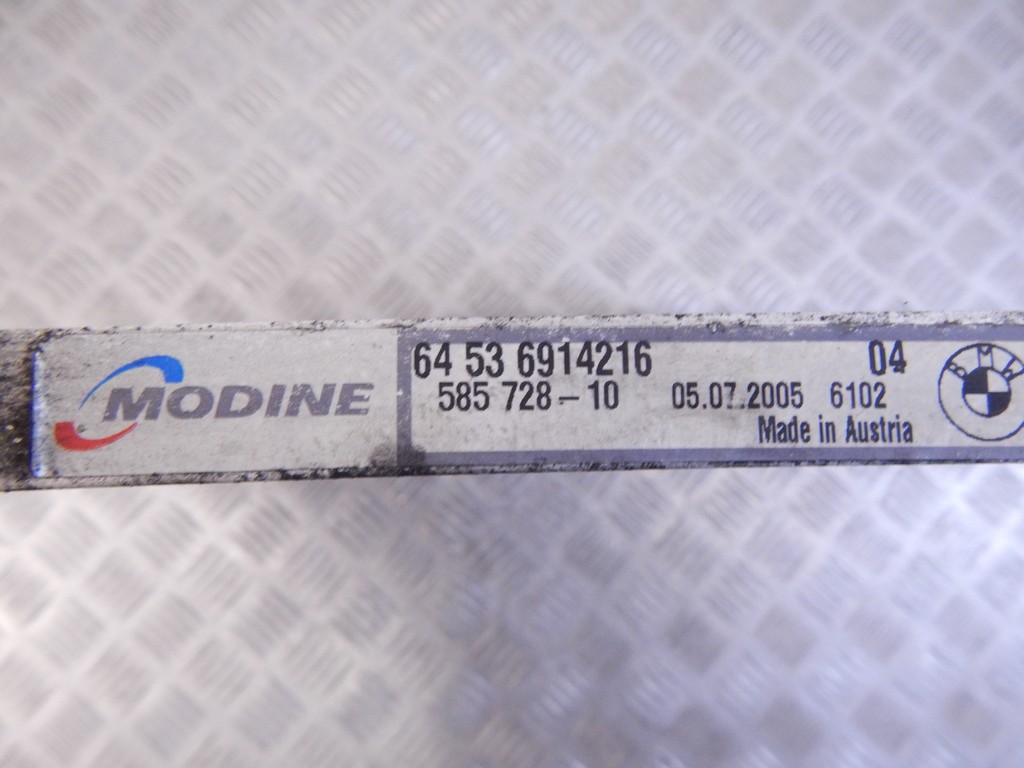 MODINE
64 53 6914216 04
585 728-10 05.07.2005 6102
Made in Austria
BMW